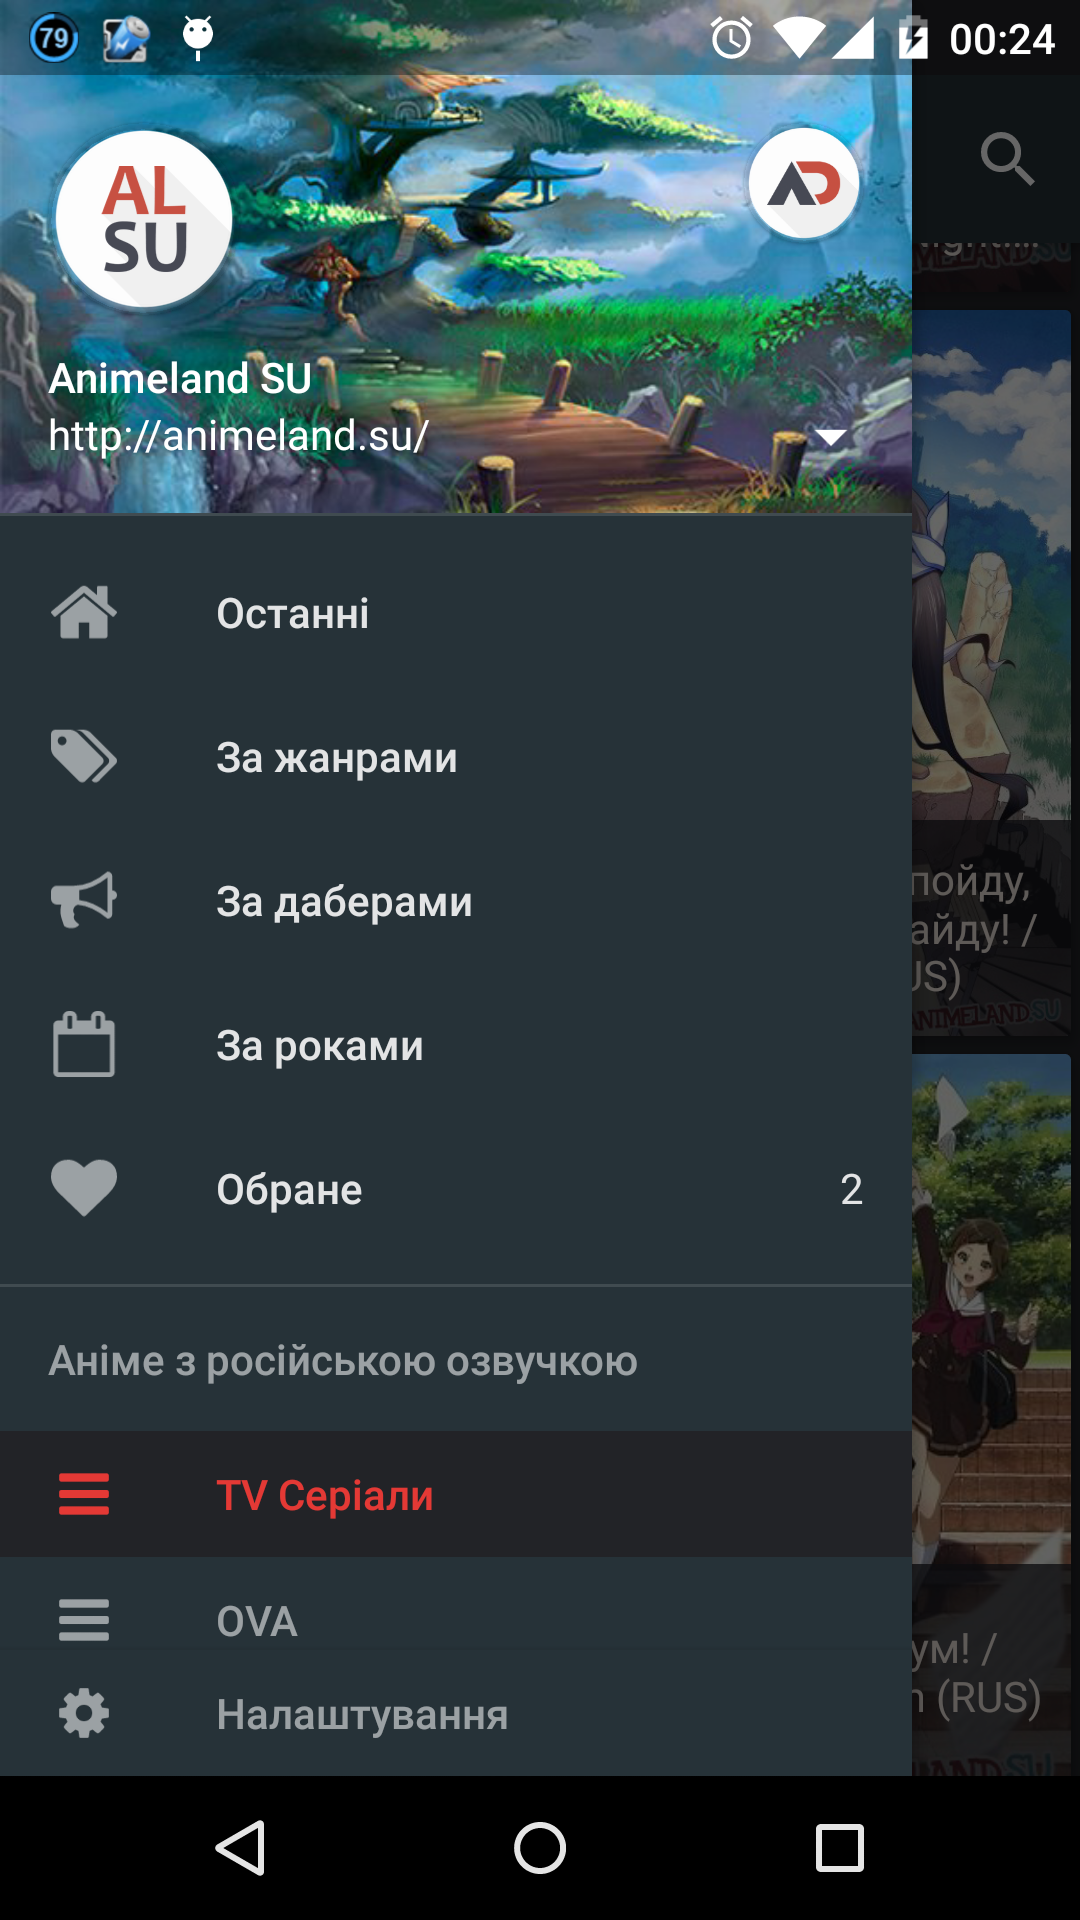 79
00:24
AL
SU
AD
Animeland SU
http://animeland.su/
Останні
За жанрами
За даберами
За роками
Обране 2
Аніме з російською озвучкою
TV Серіали
OVA
Налаштування
пойду,
айду! /
ANIMELAND.SU
ум! /
(RUS)